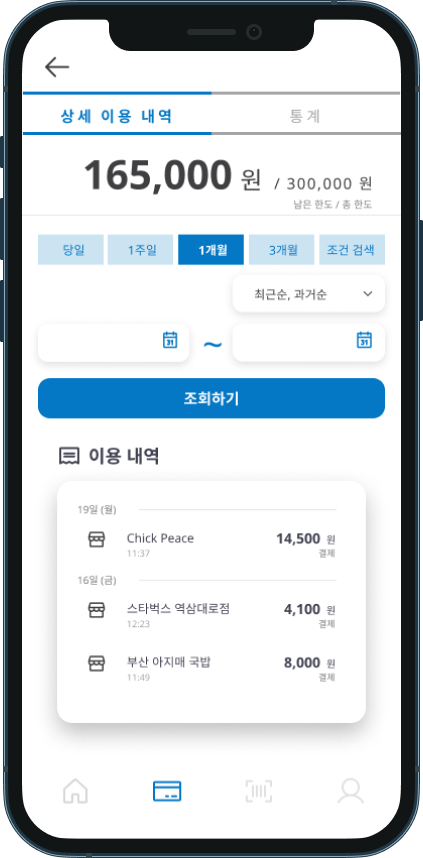 상세 이용 내역 통계
165,000 원 / 300,000 원
남은 한도 / 총 한도
당일 1주일 1개월 3개월 조건 검색
최근순, 과거순
31 ~ 31
조회하기
이용 내역
19일 (월)
Chick Peace 14,500 원
11:37 결제
16일 (금)
스타벅스 역삼대로점 4,100 원
12:23 결제
부산 아지매 국밥 8,000 원
11:49 결제